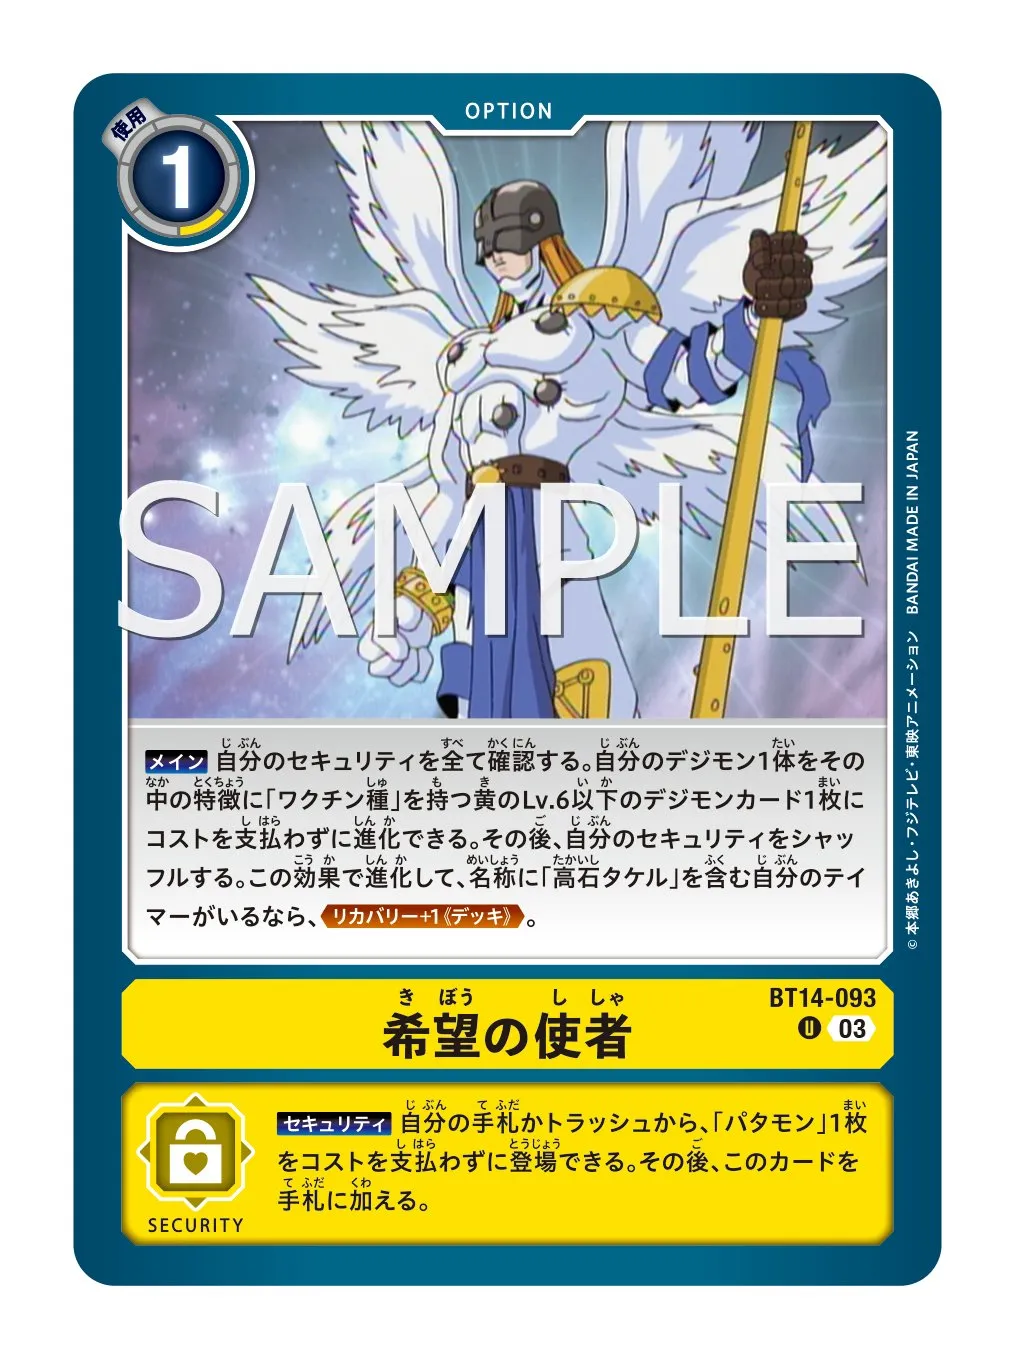 OPTION
使用
1
SAMPLE
メイン 自分のセキュリティを全て確認する。自分のデジモン1体をその
中の特徴に「ワクチン種」を持つ黄のLv.6以下のデジモンカード1枚に
コストを支払わずに進化できる。その後、自分のセキュリティをシャッ
フルする。この効果で進化して、名称に「高石タケル」を含む自分のテイ
マーがいるなら、リカバリー+1《デッキ》。
© 本郷あきよし・フジテレビ・東映アニメーション BANDAI MADE IN JAPAN
き ぼう し しゃ
希望の使者
BT14-093
U 03
セキュリティ 自分の手札かトラッシュから、「パタモン」1枚
をコストを支払わずに登場できる。その後、このカードを
手札に加える。
SECURITY